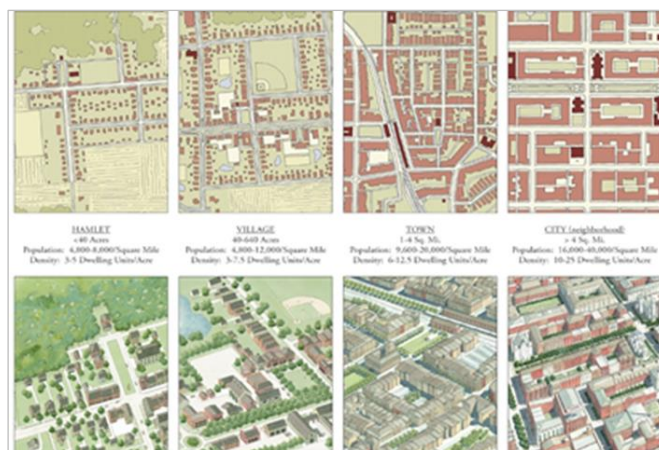 HAMLET
<40 Acres
Population: 4,800-8,000/Square Mile
Density: 3-5 Dwelling Units/Acre
VILLAGE
40-640 Acres
Population: 4,800-12,000/Square Mile
Density: 3-7.5 Dwelling Units/Acre
TOWN
1-4 Sq. Mi.
Population: 9,600-20,000/Square Mile
Density: 6-12.5 Dwelling Units/Acre
CITY (neighborhood)
> 4 Sq. Mi.
Population: 16,000-40,000/Square Mile
Density: 10-25 Dwelling Units/Acre